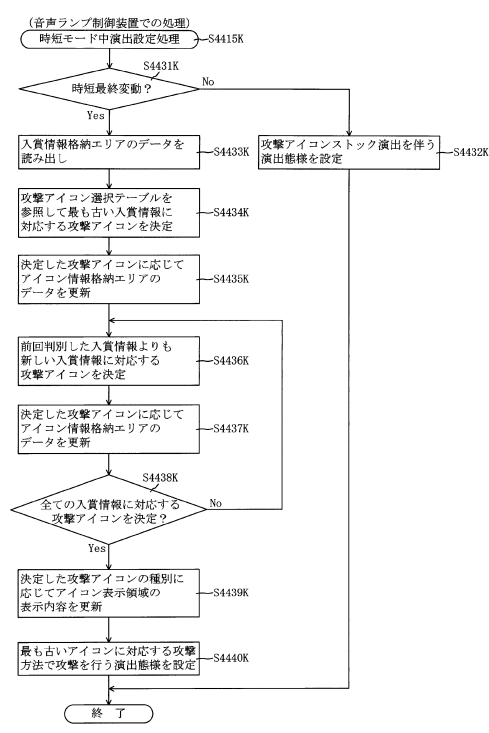 (音声ランプ制御装置での処理)
時短モード中演出設定処理
S4415K
S4431K
時短最終変動?
No
Yes
入賞情報格納エリアのデータを
読み出し
S4433K
攻撃アイコンストック演出を伴う
演出態様を設定
S4432K
攻撃アイコン選択テーブルを
参照して最も古い入賞情報に
対応する攻撃アイコンを決定
S4434K
決定した攻撃アイコンに応じて
アイコン情報格納エリアの
データを更新
S4435K
前回判別した入賞情報よりも
新しい入賞情報に対応する
攻撃アイコンを決定
S4436K
決定した攻撃アイコンに応じて
アイコン情報格納エリアの
データを更新
S4437K
S4438K
全ての入賞情報に対応する
攻撃アイコンを決定?
No
Yes
決定した攻撃アイコンの種別に
応じてアイコン表示領域の
表示内容を更新
S4439K
最も古いアイコンに対応する攻撃
方法で攻撃を行う演出態様を設定
S4440K
終 了